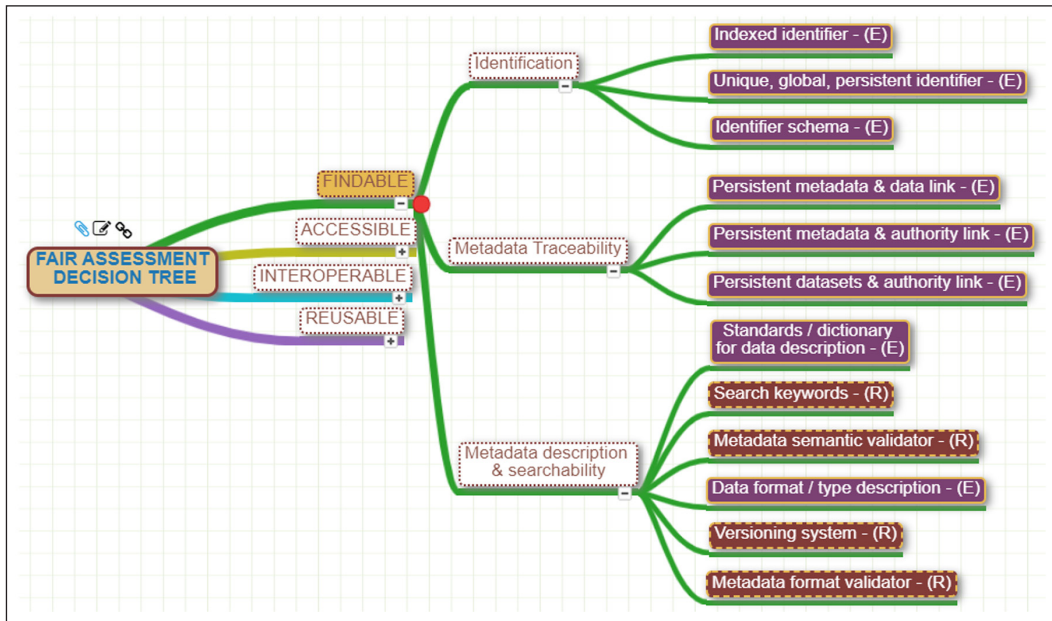 FAIR ASSESSMENT
DECISION TREE
FINDABLE
ACCESSIBLE
INTEROPERABLE
REUSABLE
Identification
Indexed identifier - (E)
Unique, global, persistent identifier - (E)
Identifier schema - (E)
Metadata Traceability
Persistent metadata & data link - (E)
Persistent metadata & authority link - (E)
Persistent datasets & authority link - (E)
Metadata description
& searchability
Standards / dictionary
for data description - (E)
Search keywords - (R)
Metadata semantic validator - (R)
Data format / type description - (E)
Versioning system - (R)
Metadata format validator - (R)